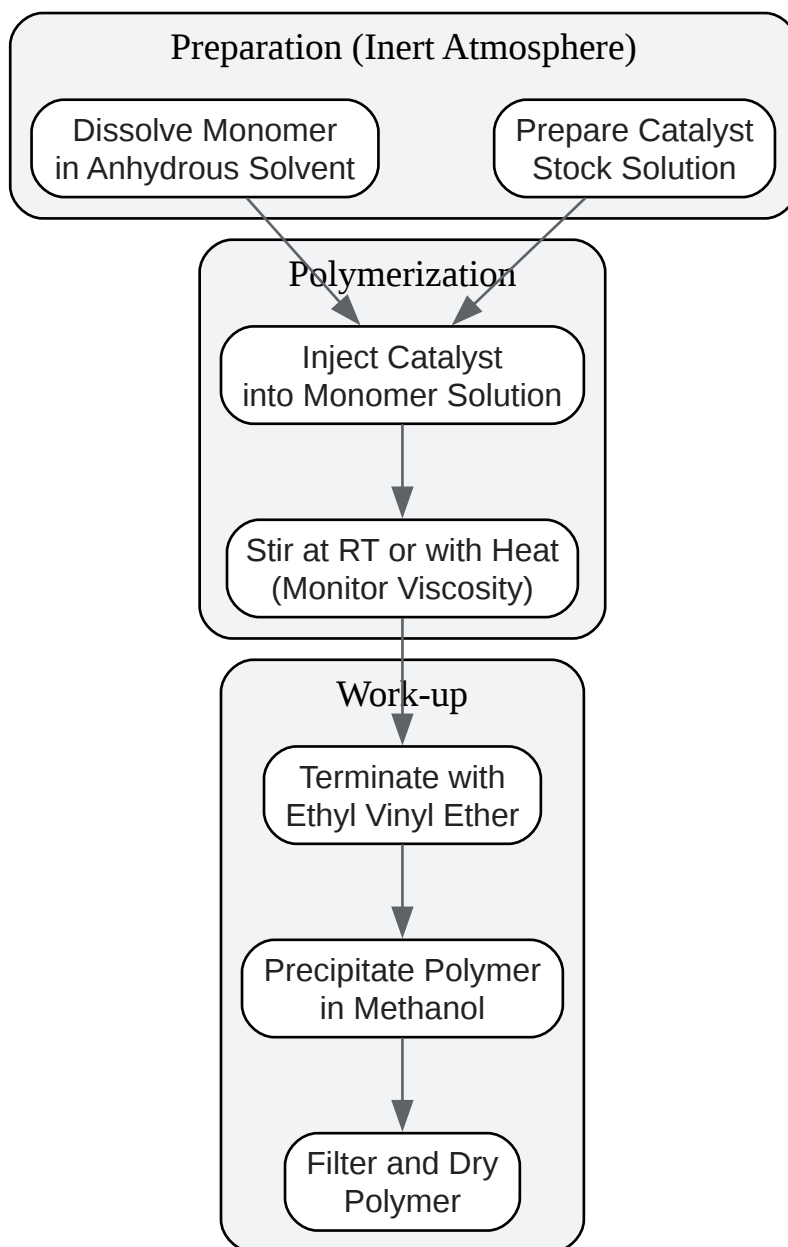 Preparation (Inert Atmosphere)
Dissolve Monomer
in Anhydrous Solvent
Prepare Catalyst
Stock Solution
Polymerization
Inject Catalyst
into Monomer Solution
Stir at RT or with Heat
(Monitor Viscosity)
Work-up
Terminate with
Ethyl Vinyl Ether
Precipitate Polymer
in Methanol
Filter and Dry
Polymer